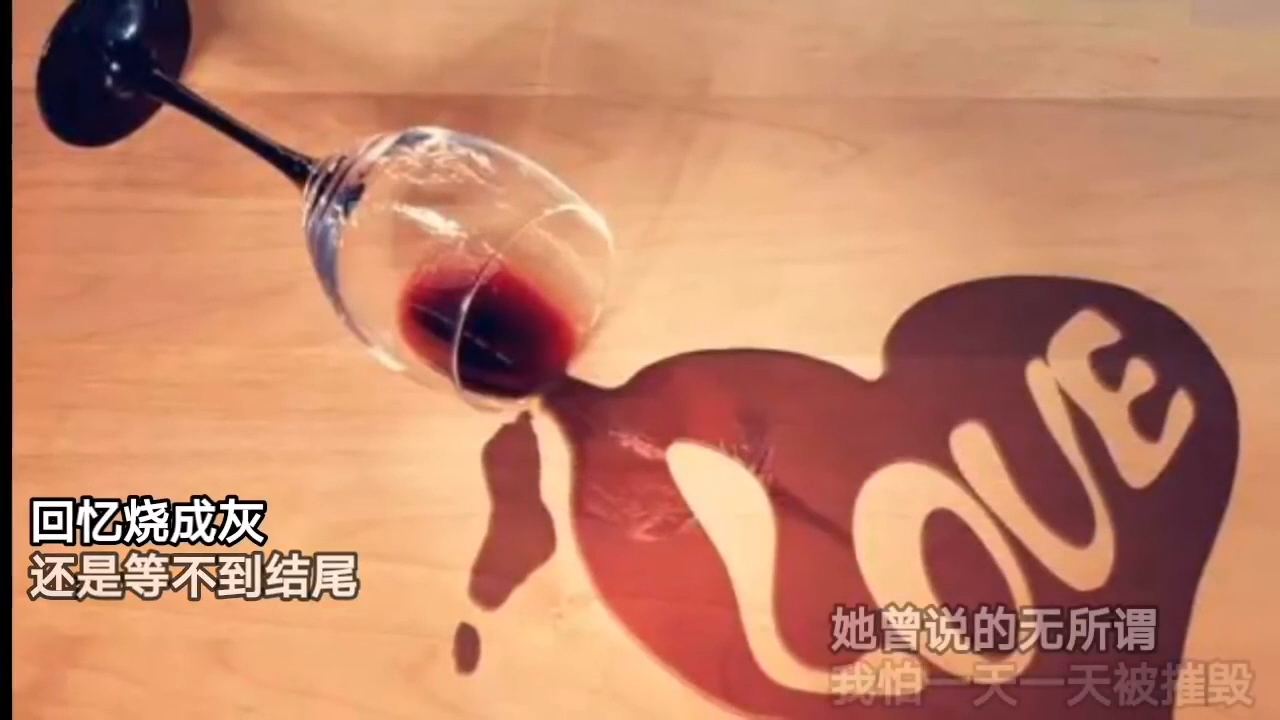 LOVE
回忆烧成灰
还是等不到结尾
她曾说的无所谓
我怕一天一天被摧毁